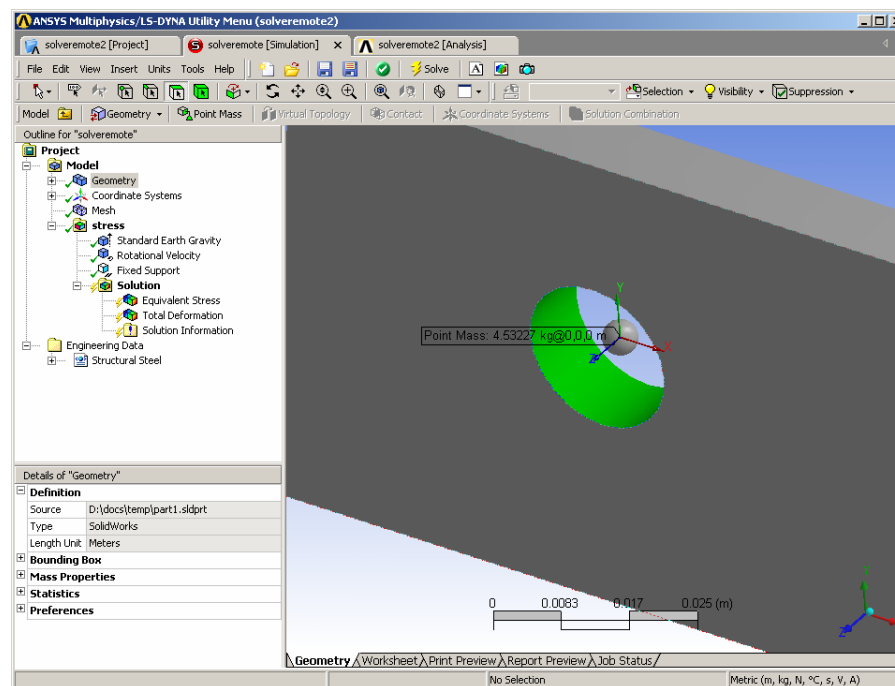 ANSYS Multiphysics/LS-DYNA Utility Menu (solveremote2)
solveremote2 [Project] solveremote [Simulation] solveremote2 [Analysis]
File Edit View Insert Units Tools Help Solve A
Selection Visibility Suppression
Model Geometry Point Mass Virtual Topology Contact Coordinate Systems Solution Combination
Outline for "solveremote"
Project
Model
Geometry
Coordinate Systems
Mesh
stress
Standard Earth Gravity
Rotational Velocity
Fixed Support
Solution
Equivalent Stress
Total Deformation
Solution Information
Engineering Data
Structural Steel
Y
Point Mass: 4.53227 kg@0,0,0 m
X
Z
Details of "Geometry"
Definition
Source D:\docs\temp\part1.sldprt
Type SolidWorks
Length Unit Meters
Bounding Box
Mass Properties
Statistics
Preferences
0 0.0083 0.017 0.025 (m)
Y
Z
Geometry Worksheet Print Preview Report Preview Job Status
No Selection Metric (m, kg, N, °C, s, V, A)